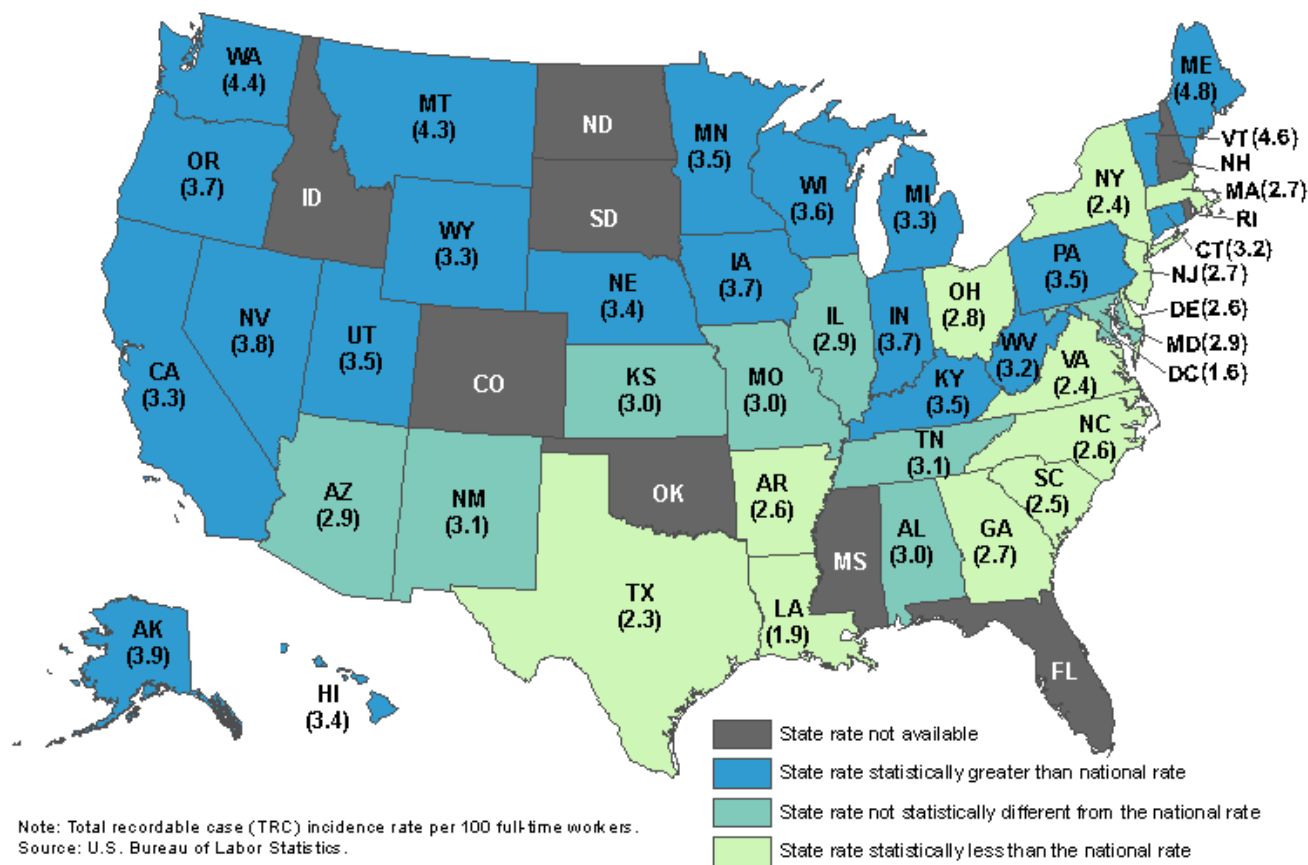 WA
(4.4)
MT
(4.3)
ND
MN
(3.5)
ME
(4.8)
VT(4.6)
NH
OR
(3.7)
ID
WY
(3.3)
SD
WI
(3.6)
MI
(3.3)
NY
(2.4)
MA(2.7)
RI
CT(3.2)
NV
(3.8)
UT
(3.5)
NE
(3.4)
IA
(3.7)
IL
(2.9)
IN
(3.7)
OH
(2.8)
PA
(3.5)
NJ(2.7)
DE(2.6)
MD(2.9)
DC(1.6)
CA
(3.3)
CO
KS
(3.0)
MO
(3.0)
KY
(3.5)
WV
(3.2)
VA
(2.4)
AZ
(2.9)
NM
(3.1)
OK
AR
(2.6)
TN
(3.1)
NC
(2.6)
SC
(2.5)
TX
(2.3)
LA
(1.9)
MS
AL
(3.0)
GA
(2.7)
FL
AK
(3.9)
HI
(3.4)
State rate not available
State rate statistically greater than national rate
State rate not statistically different from the national rate
State rate statistically less than the national rate
Note: Total recordable case (TRC) incidence rate per 100 full-time workers.
Source: U.S. Bureau of Labor Statistics.